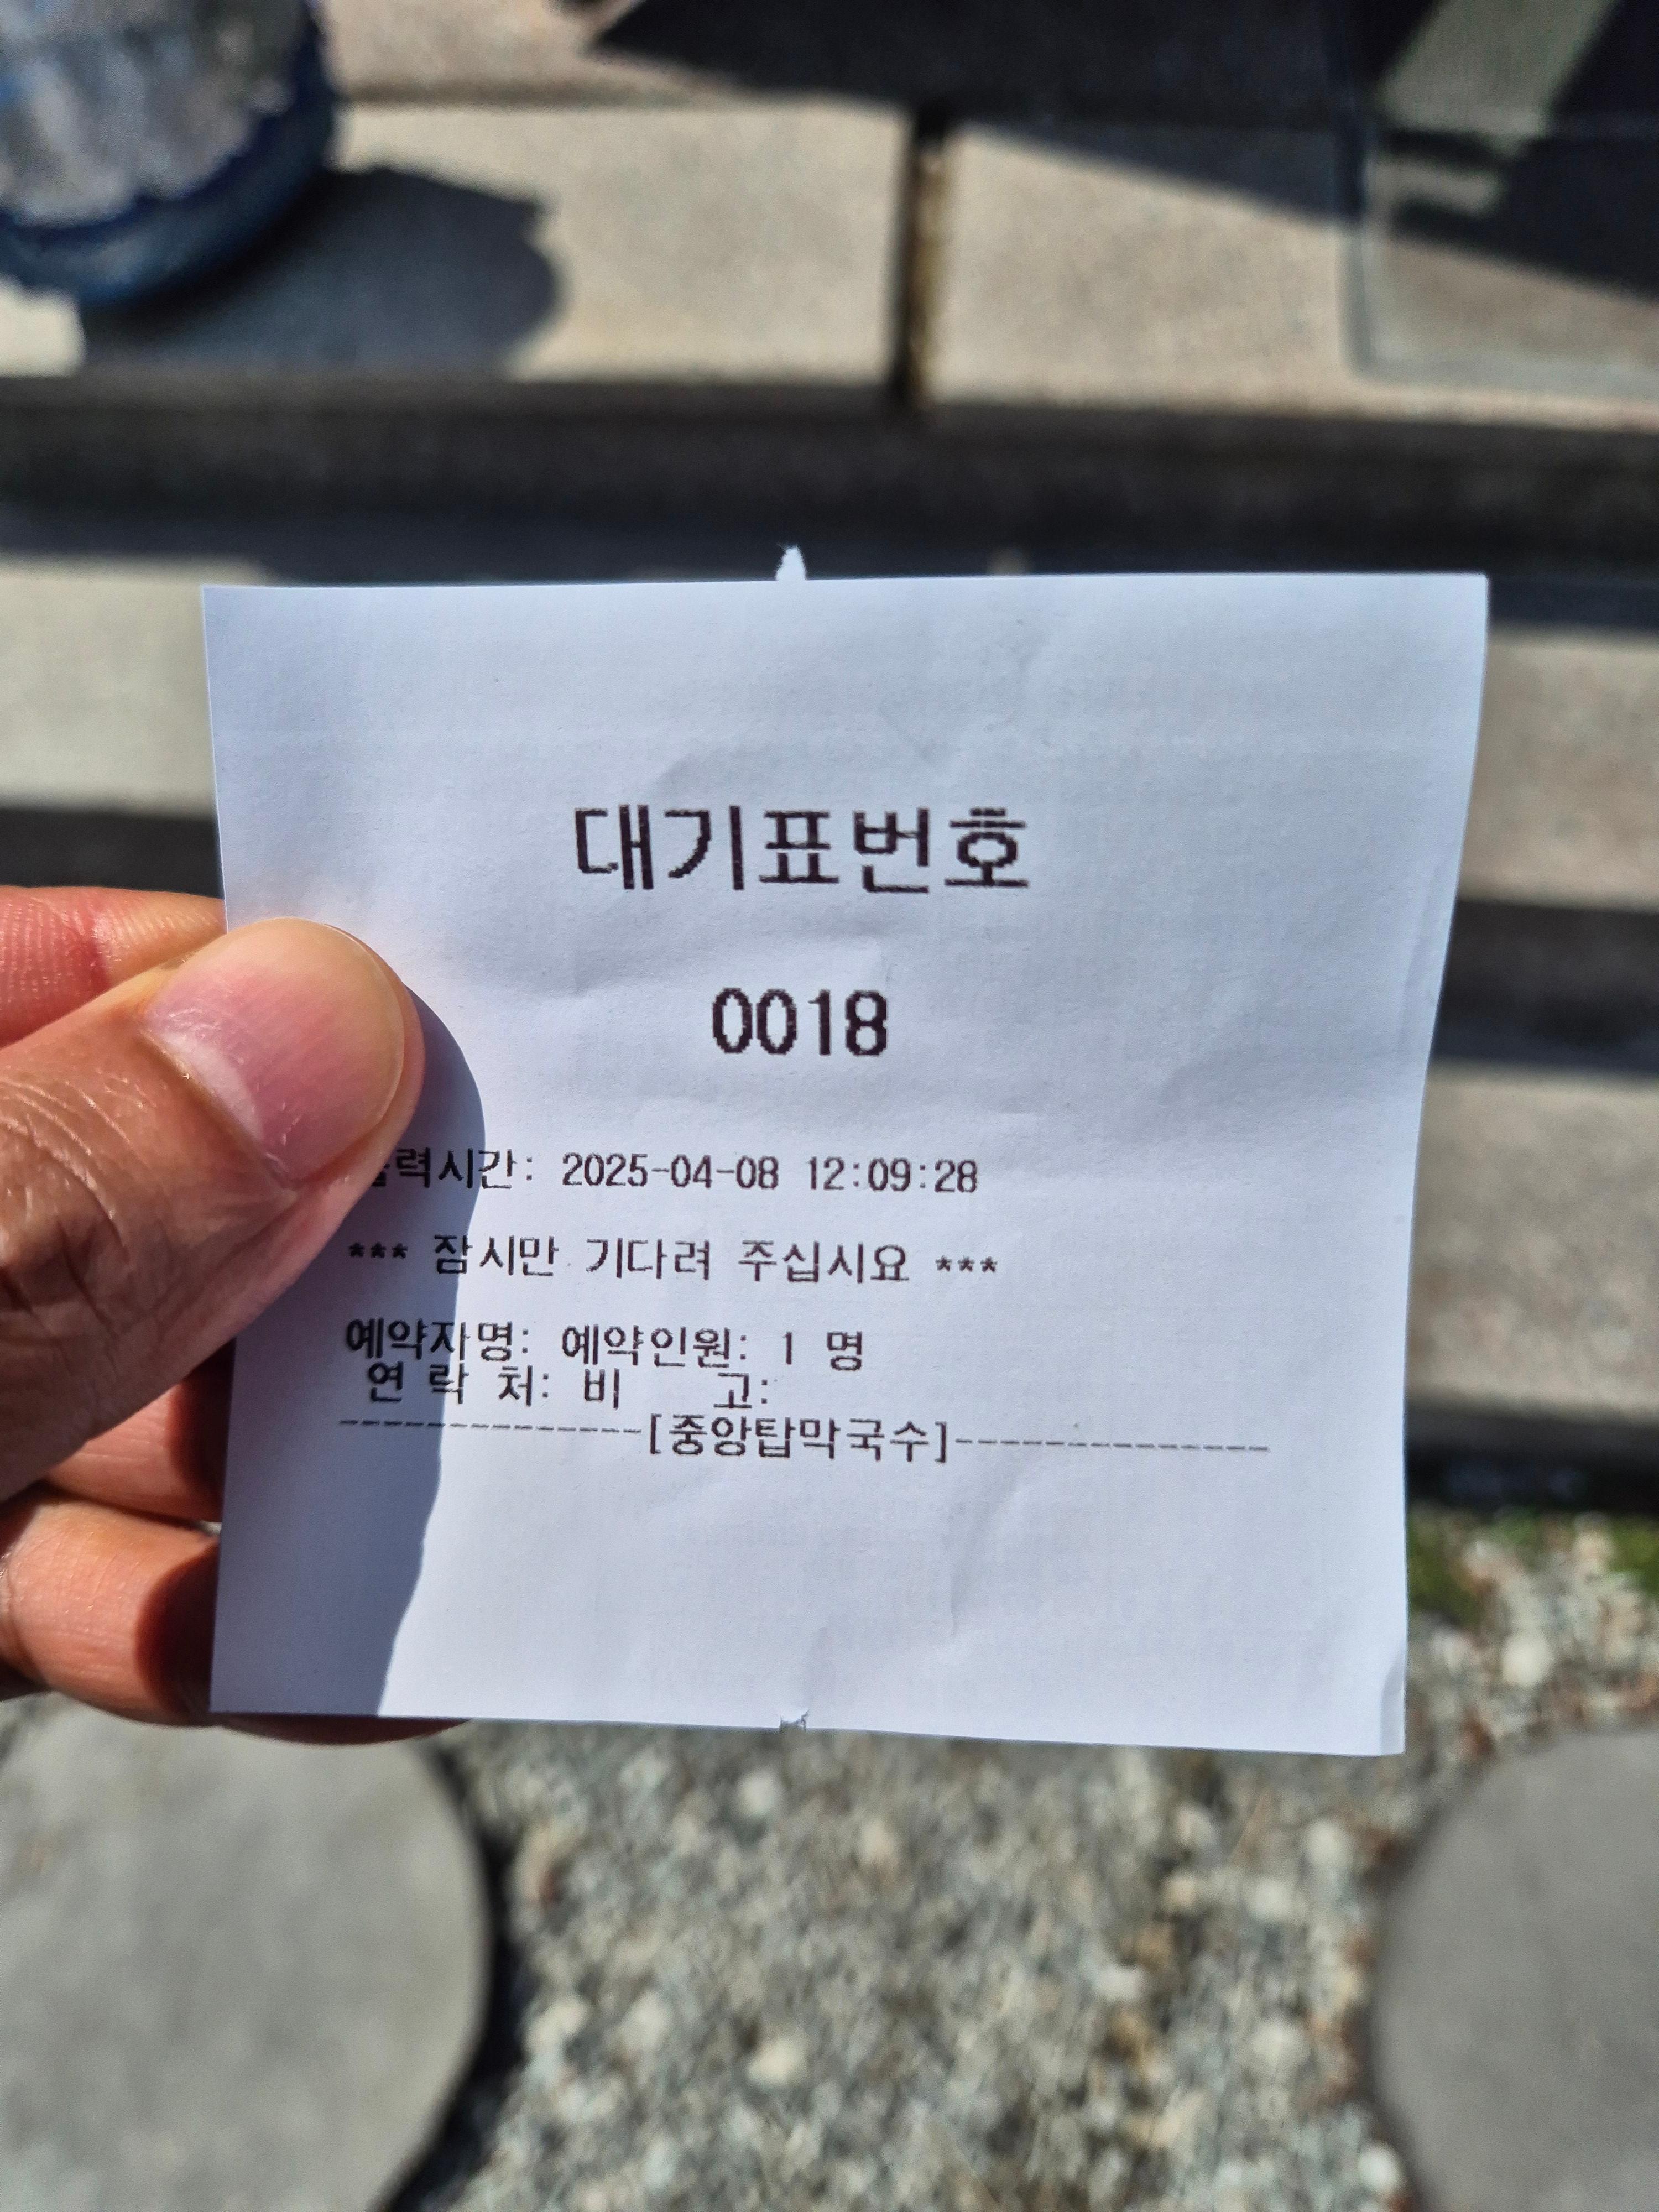 대기표번호
0018
출력시간: 2025-04-08 12:09:28
*** 잠시만 기다려 주십시요 ***
예약자명: 예약인원: 1 명
연 락 처: 비 고:
--------------[중앙탑막국수]--------------